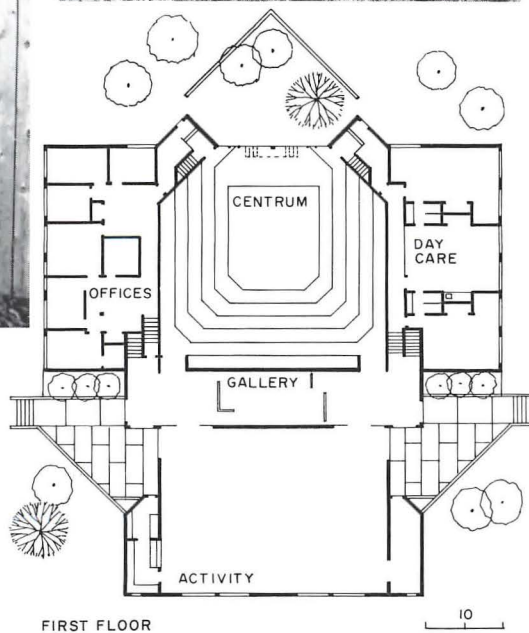 CENTRUM
DAY
CARE
OFFICES
GALLERY
ACTIVITY
FIRST FLOOR
10